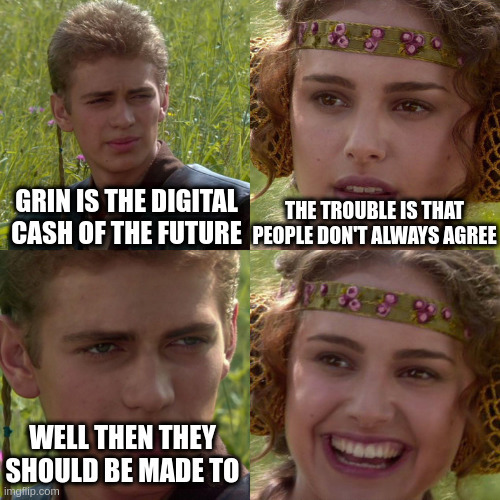 GRIN IS THE DIGITAL
CASH OF THE FUTURE
THE TROUBLE IS THAT
PEOPLE DON'T ALWAYS AGREE
WELL THEN THEY
SHOULD BE MADE TO
imgflip.com